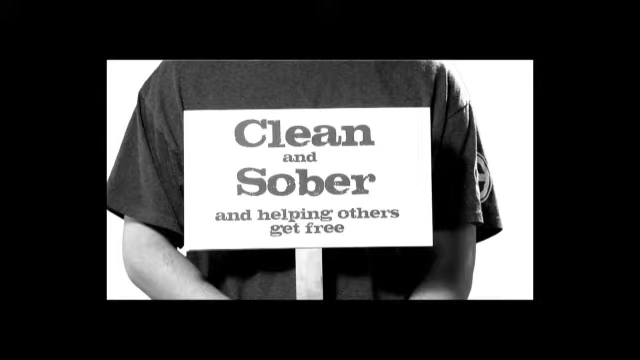 Clean
and
Sober
and helping others
get free